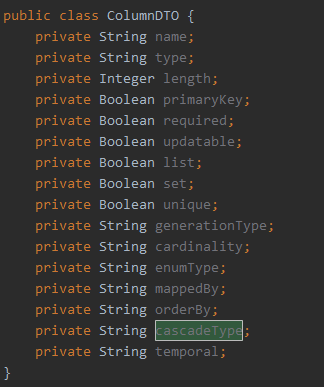 public class ColumnDTO {
    private String name;
    private String type;
    private Integer length;
    private Boolean primaryKey;
    private Boolean required;
    private Boolean updatable;
    private Boolean list;
    private Boolean set;
    private Boolean unique;
    private String generationType;
    private String cardinality;
    private String enumType;
    private String mappedBy;
    private String orderBy;
    private String cascadeType;
    private String temporal;
}